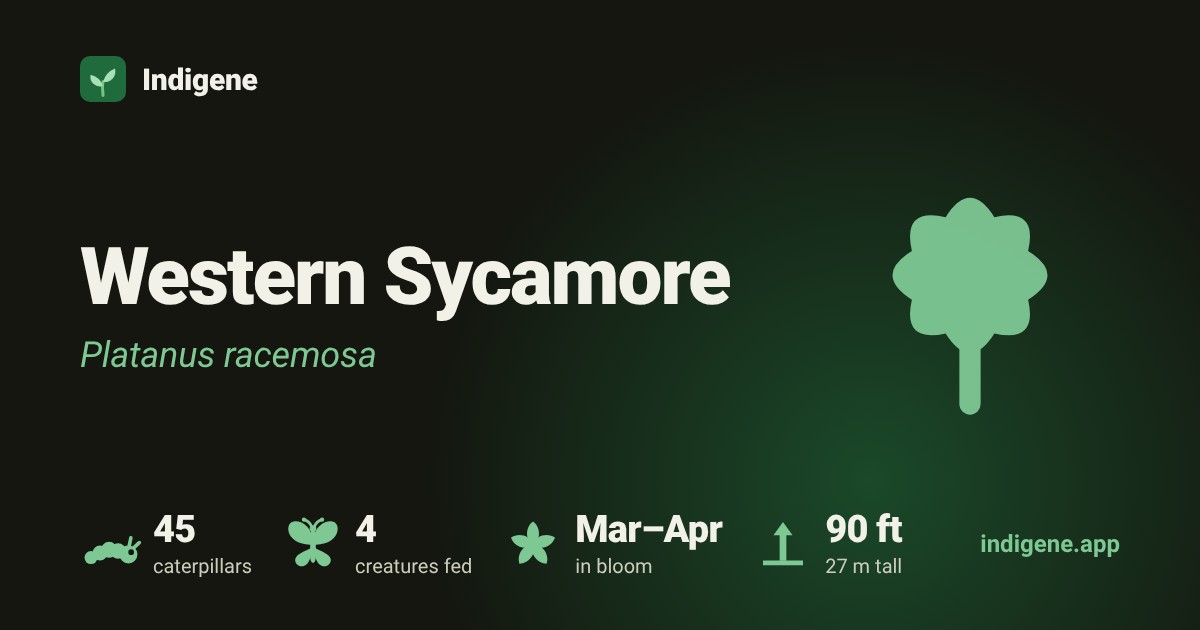 Indigene
Western Sycamore
Platanus racemosa
45
caterpillars
4
creatures fed
Mar–Apr
in bloom
90 ft
27 m tall
indigene.app